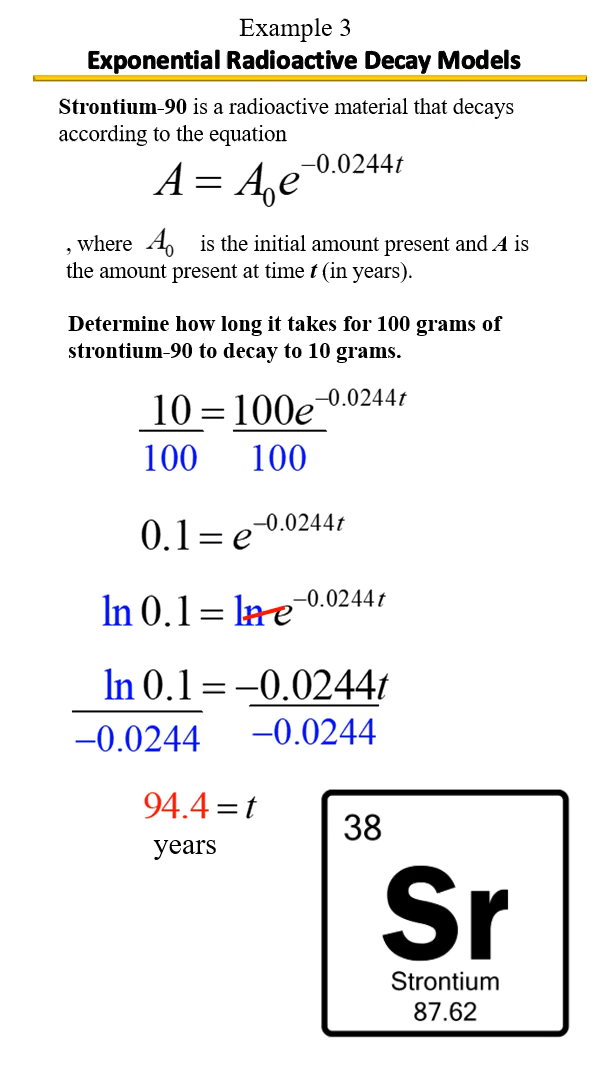 Example 3
Exponential Radioactive Decay Models
Strontium-90 is a radioactive material that decays
according to the equation
A = A₀e^−0.0244t
, where A₀ is the initial amount present and A is
the amount present at time t (in years).
Determine how long it takes for 100 grams of
strontium-90 to decay to 10 grams.
10 = 100e^−0.0244t
100 100
0.1 = e^−0.0244t
ln 0.1 = ln e^−0.0244t
ln 0.1 = −0.0244t
−0.0244 −0.0244
94.4 = t
years
38
Sr
Strontium
87.62